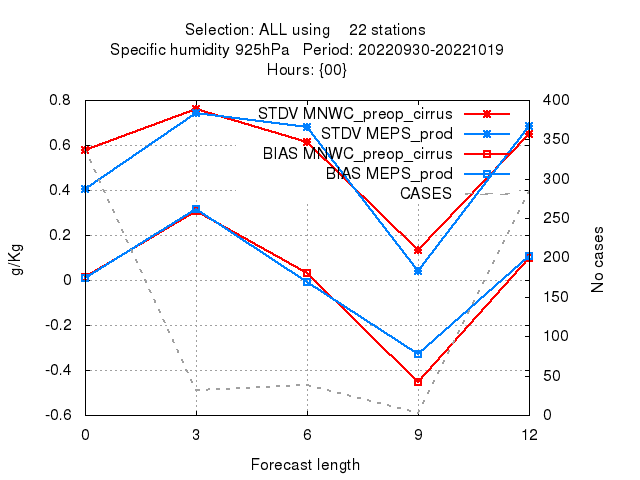 Selection: ALL using 22 stations
Specific humidity 925hPa Period: 20220930-20221019
Hours: {00}
STDV MNWC_preop_cirrus
STDV MEPS_prod
BIAS MNWC_preop_cirrus
BIAS MEPS_prod
CASES
0.8
0.6
0.4
0.2
0
-0.2
-0.4
-0.6
g/Kg
400
350
300
250
200
150
100
50
0
No cases
0 3 6 9 12
Forecast length